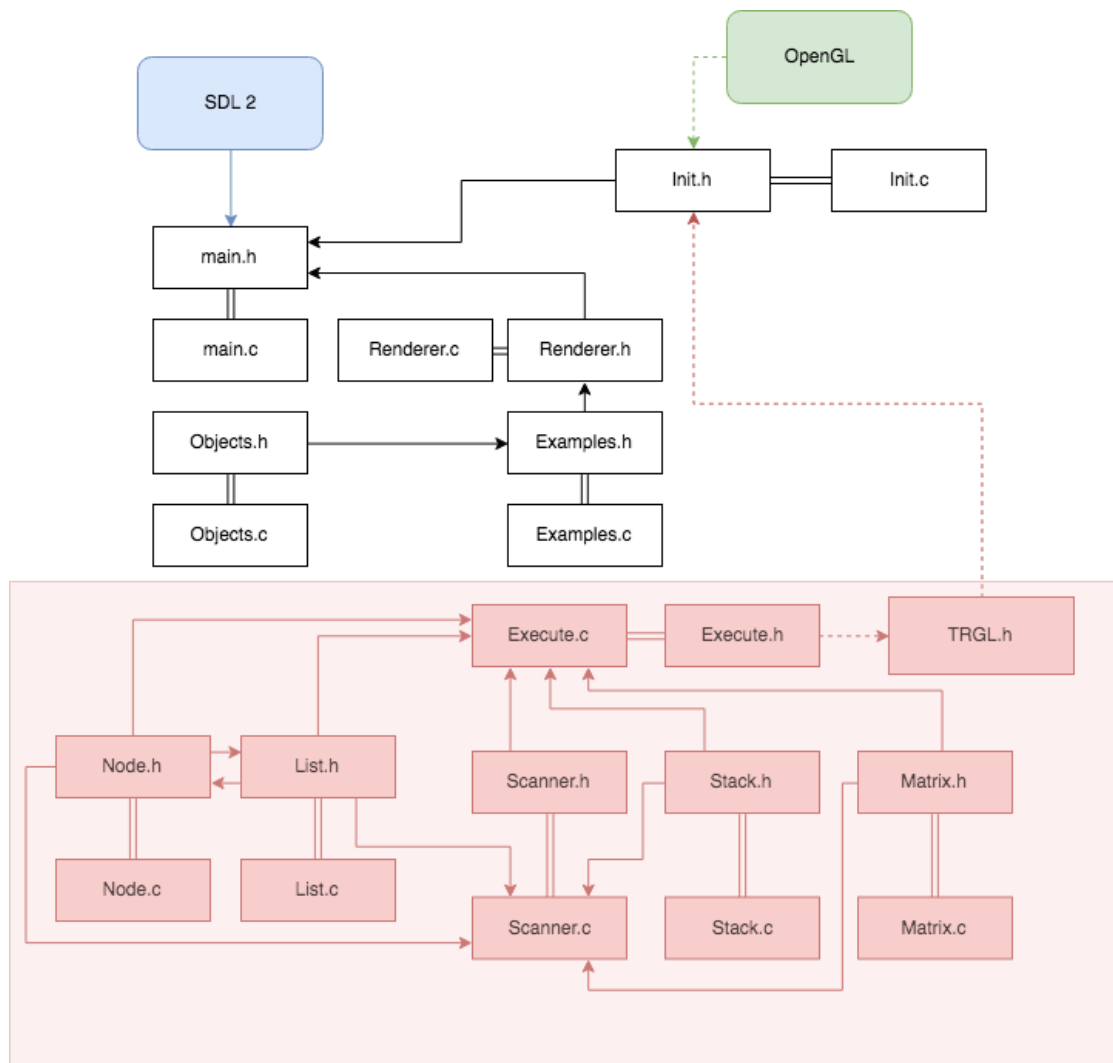 OpenGL
SDL 2
Init.h
Init.c
main.h
main.c
Renderer.c
Renderer.h
Objects.h
Examples.h
Objects.c
Examples.c
Execute.c
Execute.h
TRGL.h
Node.h
List.h
Scanner.h
Stack.h
Matrix.h
Node.c
List.c
Scanner.c
Stack.c
Matrix.c